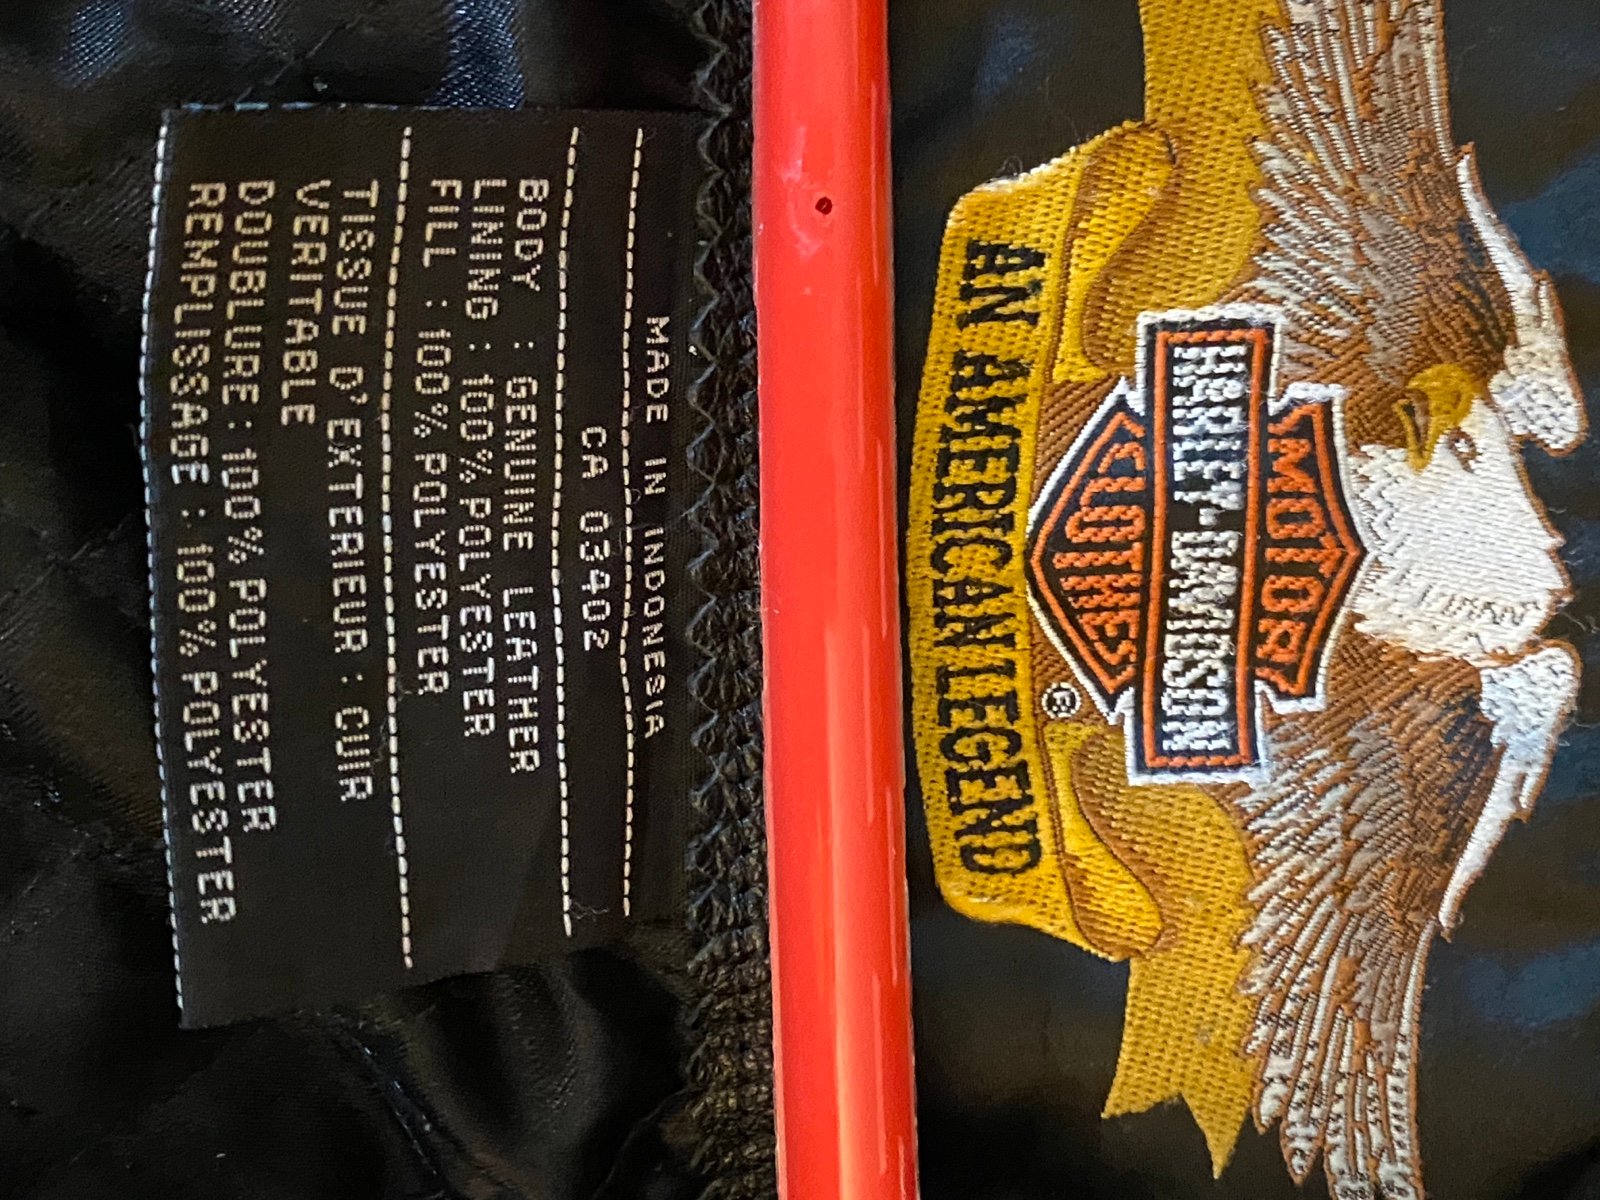 MADE IN INDONESIA
CA 03402
BODY : GENUINE LEATHER
LINING : 100% POLYESTER
FILL : 100% POLYESTER
TISSUE D'EXTERIEUR : CUIR
VERITABLE
DOUBLURE : 100% POLYESTER
REMPLISSAGE : 100% POLYESTER
MOTOR
HARLEY-DAVIDSON
CLOTHES
®
AN AMERICAN LEGEND